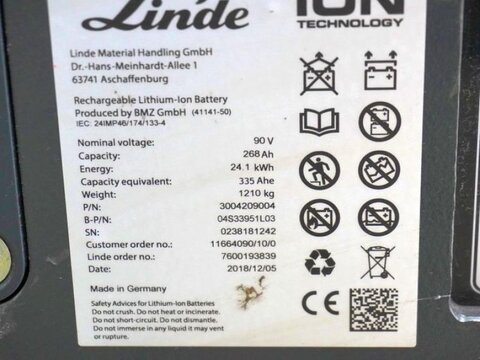 Linde
ION
TECHNOLOGY
Linde Material Handling GmbH
Dr.-Hans-Meinhardt-Allee 1
63741 Aschaffenburg
Rechargeable Lithium-Ion Battery
Produced by BMZ GmbH (41141-50)
IEC: 24IMP46/174/133-4
Nominal voltage: 90 V
Capacity: 268 Ah
Energy: 24.1 kWh
Capacity equivalent: 335 Ahe
Weight: 1210 kg
P/N: 3004209004
B-P/N: 04S33951L03
SN: 0238181242
Customer order no.: 11664090/10/0
Linde order no.: 7600193839
Date: 2018/12/05
Made in Germany
Safety Advices for Lithium-Ion Batteries
Do not crush. Do not heat or incinerate.
Do not short-circuit. Do not dismantle.
Do not immerse in any liquid it may vent
or rupture.
CE